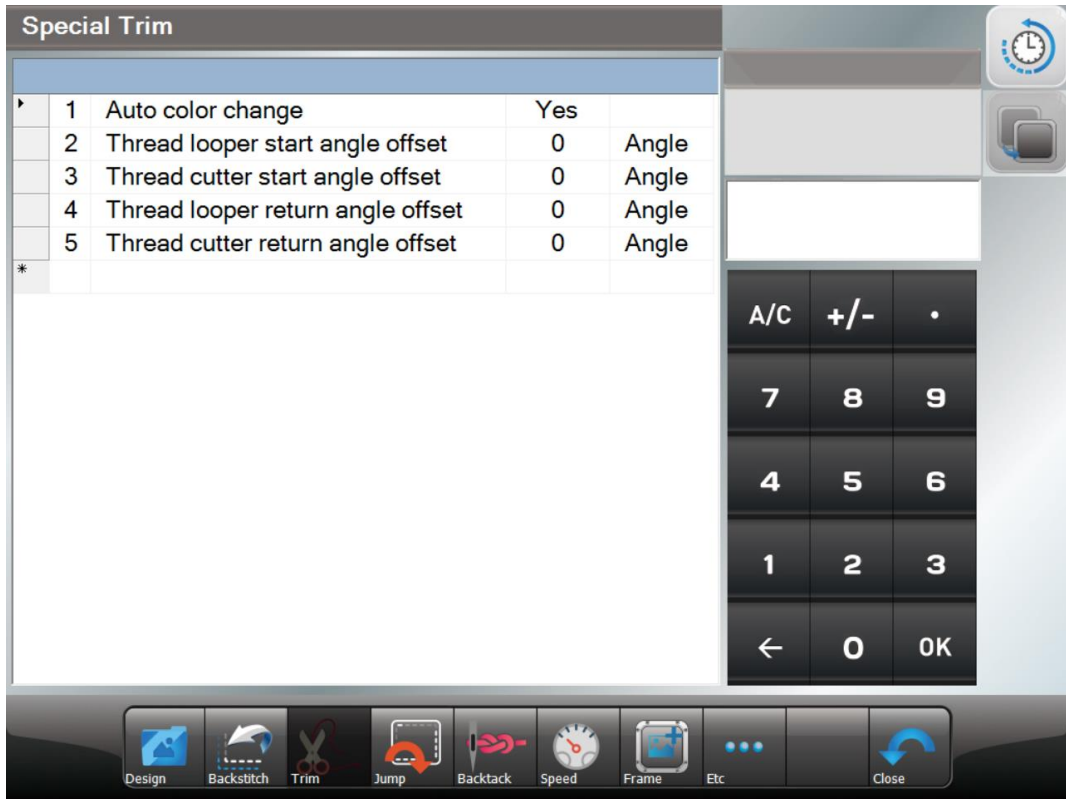 Special Trim
1 Auto color change Yes
2 Thread looper start angle offset 0 Angle
3 Thread cutter start angle offset 0 Angle
4 Thread looper return angle offset 0 Angle
5 Thread cutter return angle offset 0 Angle
*
A/C +/- .
7 8 9
4 5 6
1 2 3
← 0 OK
Design Backstitch Trim Jump Backtack Speed Frame Etc Close